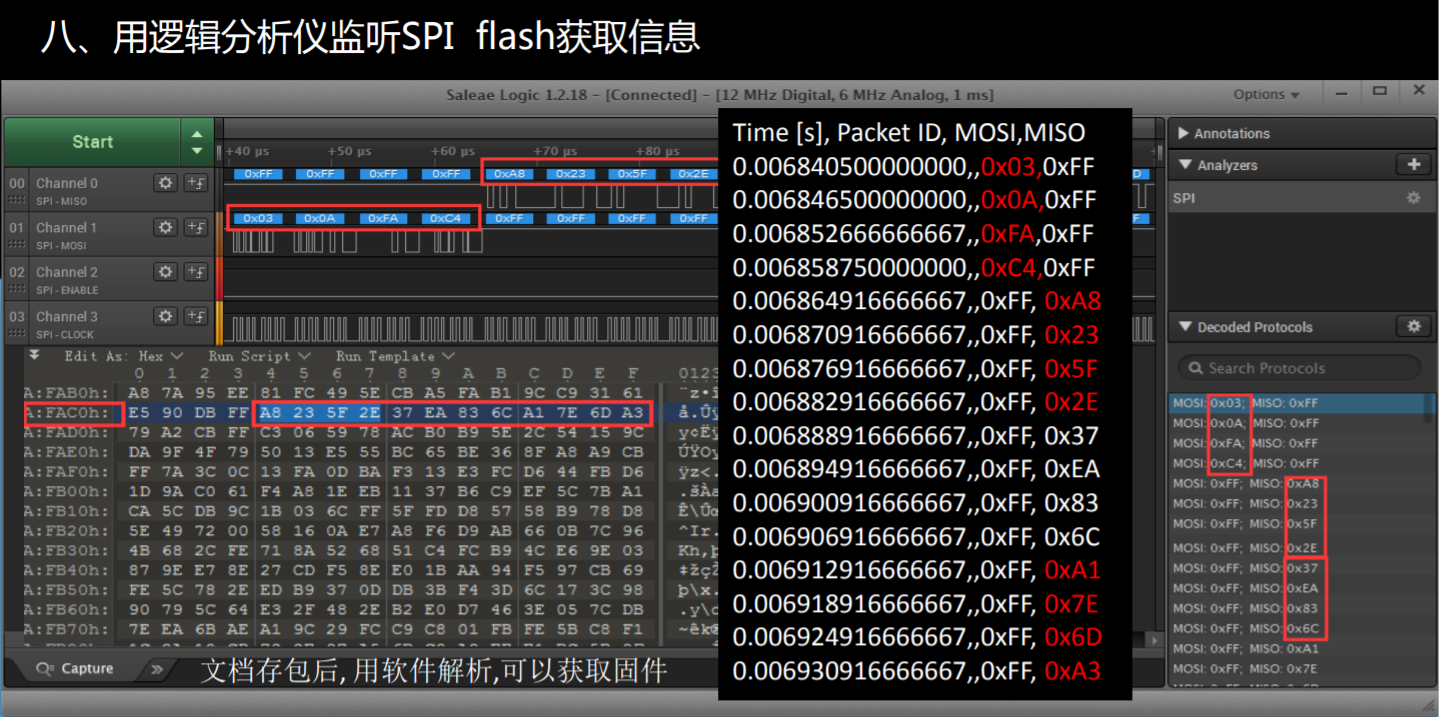 八、用逻辑分析仪监听SPI flash获取信息
Saleae Logic 1.2.18 - [Connected] - [12 MHz Digital, 6 MHz Analog, 1 ms]
Options
Start
+40 µs +50 µs +60 µs +70 µs +80 µs
0xFF 0xFF 0xFF 0xFF 0xA8 0x23 0x5F 0x2E
00 Channel 0
SPI - MISO
0x03 0x0A 0xFA 0xC4 0xFF 0xFF 0xFF 0xFF
01 Channel 1
SPI - MOSI
02 Channel 2
SPI - ENABLE
03 Channel 3
SPI - CLOCK
Edit As: Hex Run Script Run Template
0 1 2 3 4 5 6 7 8 9 A B C D E F 0123
A:FAB0h: A8 7A 95 EE 81 FC 49 5E CB A5 FA B1 9C C9 31 61
A:FAC0h: E5 90 DB FF A8 23 5F 2E 37 EA 83 6C A1 7E 6D A3
A:FAD0h: 79 A2 CB FF C3 06 59 78 AC B0 B9 5E 2C 54 15 9C
A:FAE0h: DA 9F 4F 79 50 13 E5 55 BC 65 BE 36 8F A8 A9 CB
A:FAF0h: FF 7A 3C 0C 13 FA 0D BA F3 13 E3 FC D6 44 FB D6
A:FB00h: 1D 9A C0 61 F4 A8 1E EB 11 37 B6 C9 EF 5C 7B A1
A:FB10h: CA 5C DB 9C 1B 03 6C FF 5F FD D8 57 58 B9 78 D8
A:FB20h: 5E 49 72 00 58 16 0A E7 A8 F6 D9 AB 66 0B 7C 96
A:FB30h: 4B 68 2C FE 71 8A 52 68 51 C4 FC B9 4C E6 9E 03
A:FB40h: 87 9E E7 8E 27 CD F5 8E E0 1B AA 94 F5 97 CB 69
A:FB50h: FE 5C 78 2E ED B9 37 0D DB 3B F4 3D 6C 17 3C 98
A:FB60h: 90 79 5C 64 E3 2F 48 2E B2 E0 D7 46 3E 05 7C DB
A:FB70h: 7E EA 6B AE A1 9C 29 FC C9 C8 01 FB FE 5B C8 F1
Capture
文档存包后, 用软件解析,可以获取固件
Time [s], Packet ID, MOSI,MISO
0.006840500000000,,0x03,0xFF
0.006846500000000,,0x0A,0xFF
0.006852666666667,,0xFA,0xFF
0.006858750000000,,0xC4,0xFF
0.006864916666667,,0xFF, 0xA8
0.006870916666667,,0xFF, 0x23
0.006876916666667,,0xFF, 0x5F
0.006882916666667,,0xFF, 0x2E
0.006888916666667,,0xFF, 0x37
0.006894916666667,,0xFF, 0xEA
0.006900916666667,,0xFF, 0x83
0.006906916666667,,0xFF, 0x6C
0.006912916666667,,0xFF, 0xA1
0.006918916666667,,0xFF, 0x7E
0.006924916666667,,0xFF, 0x6D
0.006930916666667,,0xFF, 0xA3
Annotations
Analyzers
SPI
Decoded Protocols
Search Protocols
MOSI: 0x03; MISO: 0xFF
MOSI: 0x0A; MISO: 0xFF
MOSI: 0xFA; MISO: 0xFF
MOSI: 0xC4; MISO: 0xFF
MOSI: 0xFF; MISO: 0xA8
MOSI: 0xFF; MISO: 0x23
MOSI: 0xFF; MISO: 0x5F
MOSI: 0xFF; MISO: 0x2E
MOSI: 0xFF; MISO: 0x37
MOSI: 0xFF; MISO: 0xEA
MOSI: 0xFF; MISO: 0x83
MOSI: 0xFF; MISO: 0x6C
MOSI: 0xFF; MISO: 0xA1
MOSI: 0xFF; MISO: 0x7E